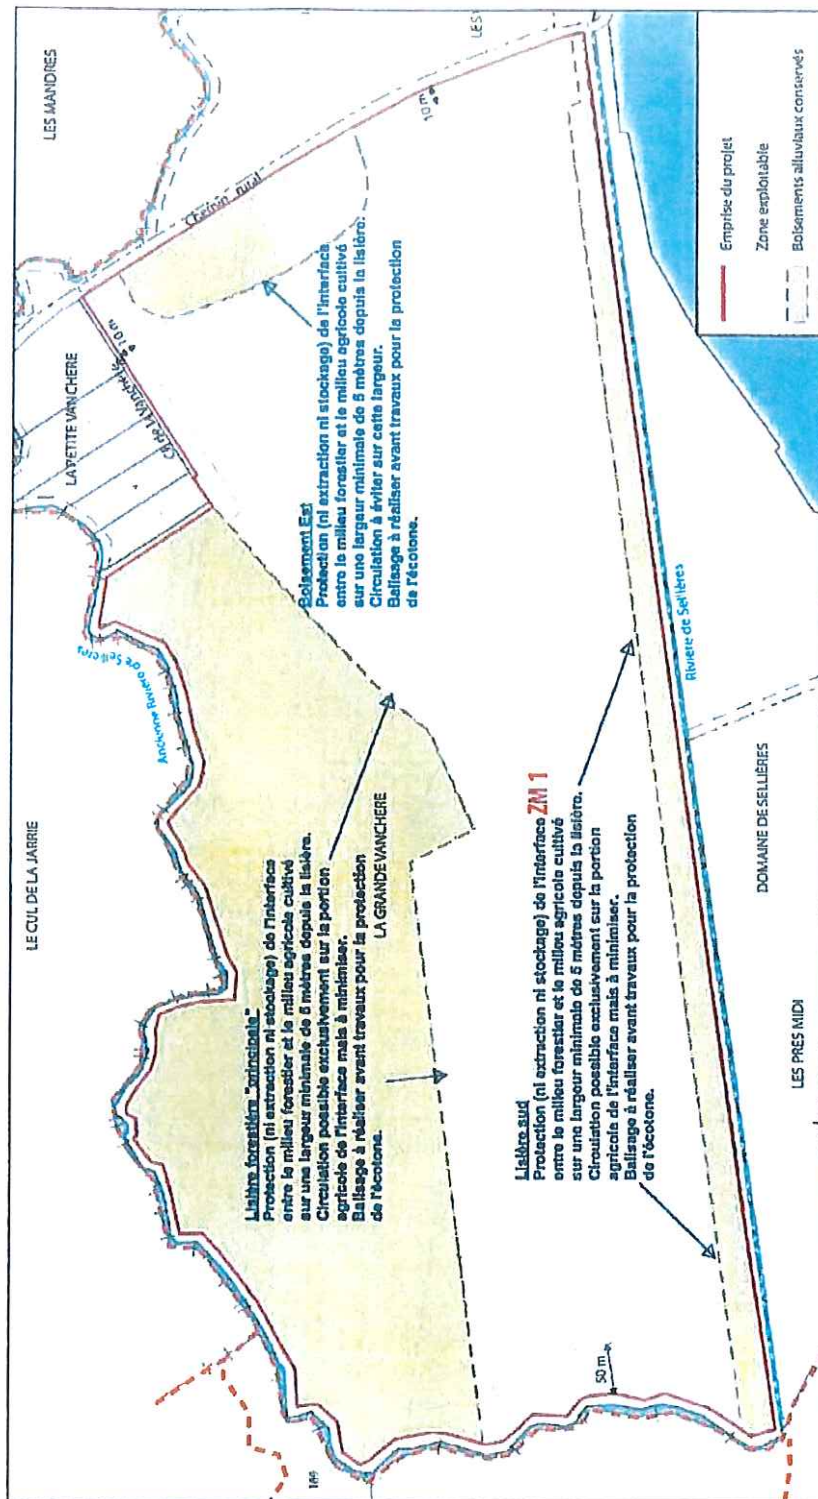 LE CUL DE LA JARRIE
LES MANDRES
LA PETITE VANCHERE
Chemin rural
10 m
10 m
LES
Ancienne Rivière de Sellières
Lisière forestière "principale"
Protection (ni extraction ni stockage) de l'interface
entre le milieu forestier et le milieu agricole cultivé
sur une largeur minimale de 5 mètres depuis la lisière.
Circulation possible exclusivement sur la portion
agricole de l'interface mais à minimiser.
Balisage à réaliser avant travaux pour la protection
de l'écotone.
LA GRANDE VANCHERE
Boisement Est
Protection (ni extraction ni stockage) de l'interface
entre le milieu forestier et le milieu agricole cultivé
sur une largeur minimale de 5 mètres depuis la lisière.
Circulation à éviter sur cette largeur.
Balisage à réaliser avant travaux pour la protection
de l'écotone.
Lisière sud
Protection (ni extraction ni stockage) de l'interface
entre le milieu forestier et le milieu agricole cultivé
sur une largeur minimale de 5 mètres depuis la lisière.
Circulation possible exclusivement sur la portion
agricole de l'interface mais à minimiser.
Balisage à réaliser avant travaux pour la protection
de l'écotone.
ZM 1
50 m
Rivière de Sellières
DOMAINE DE SELLIÈRES
LES PRES MIDI
Emprise du projet
Zone exploitable
Boisements alluviaux conservés